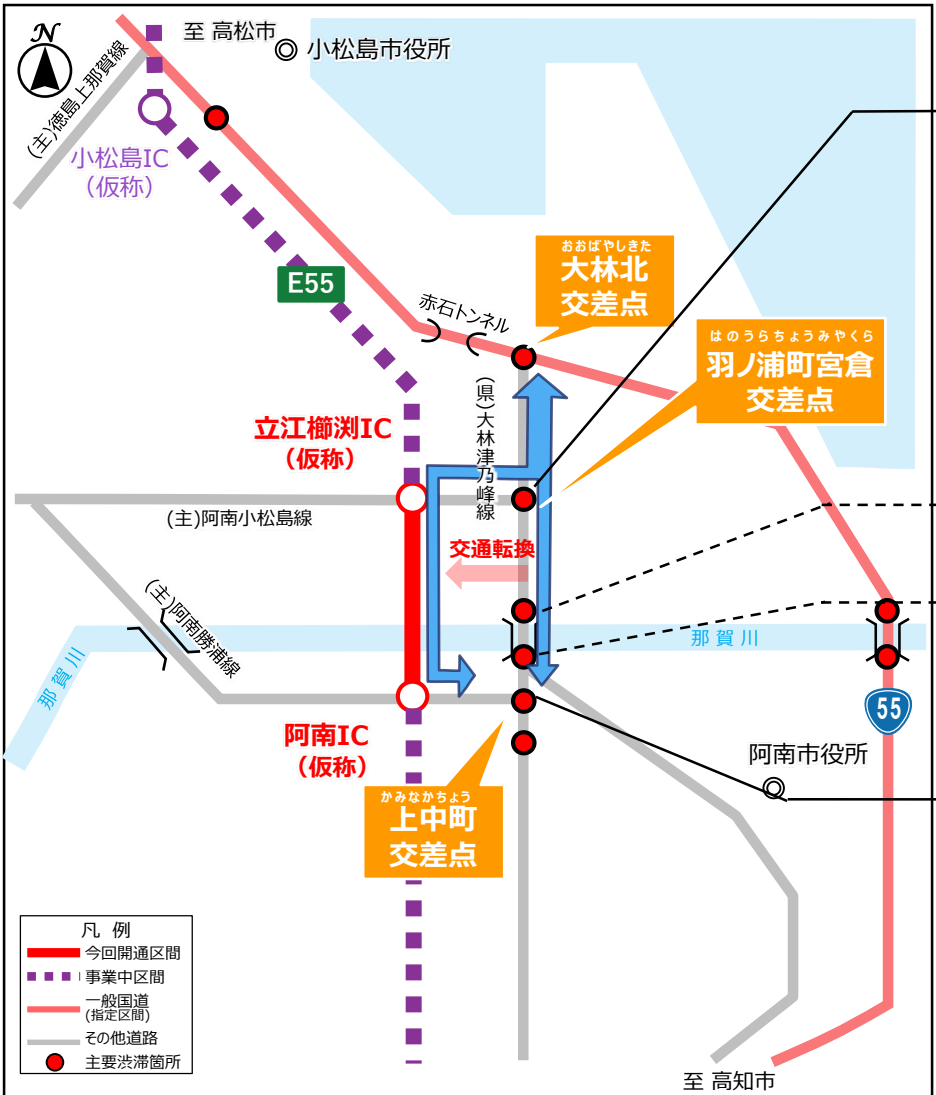 N
至 高松市
小松島市役所
(主)徳島上那賀線
小松島IC
（仮称）
E55
おおばやしきた
大林北
交差点
赤石トンネル
はのうらちょうみやくら
羽ノ浦町宮倉
交差点
(県)大林津乃峰線
立江櫛渕IC
（仮称）
(主)阿南小松島線
交通転換
(主)阿南勝浦線
那賀川
那賀川
55
阿南IC
（仮称）
阿南市役所
かみなかちょう
上中町
交差点
凡 例
今回開通区間
事業中区間
一般国道
(指定区間)
その他道路
主要渋滞箇所
至 高知市